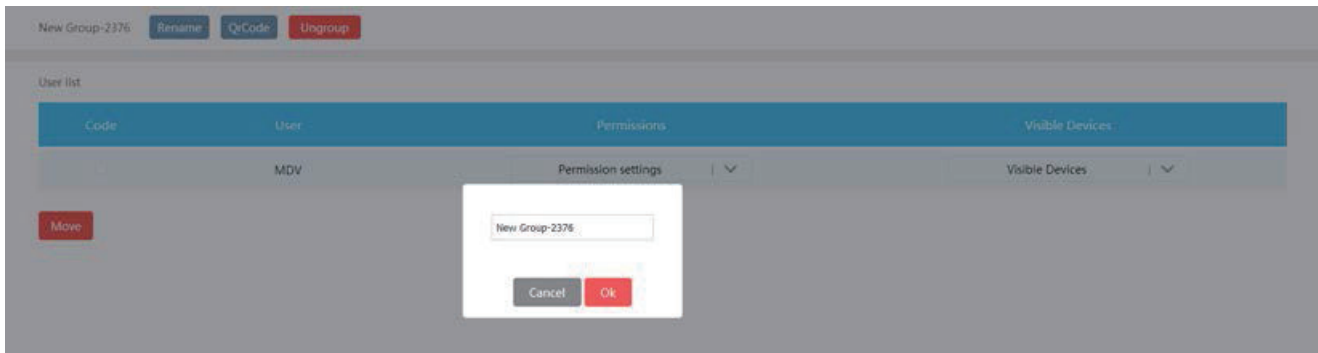 New Group-2376 Rename QrCode Ungroup
User list
Code User Permissions Visible Devices
MDV Permission settings Visible Devices
Move
New Group-2376
Cancel Ok